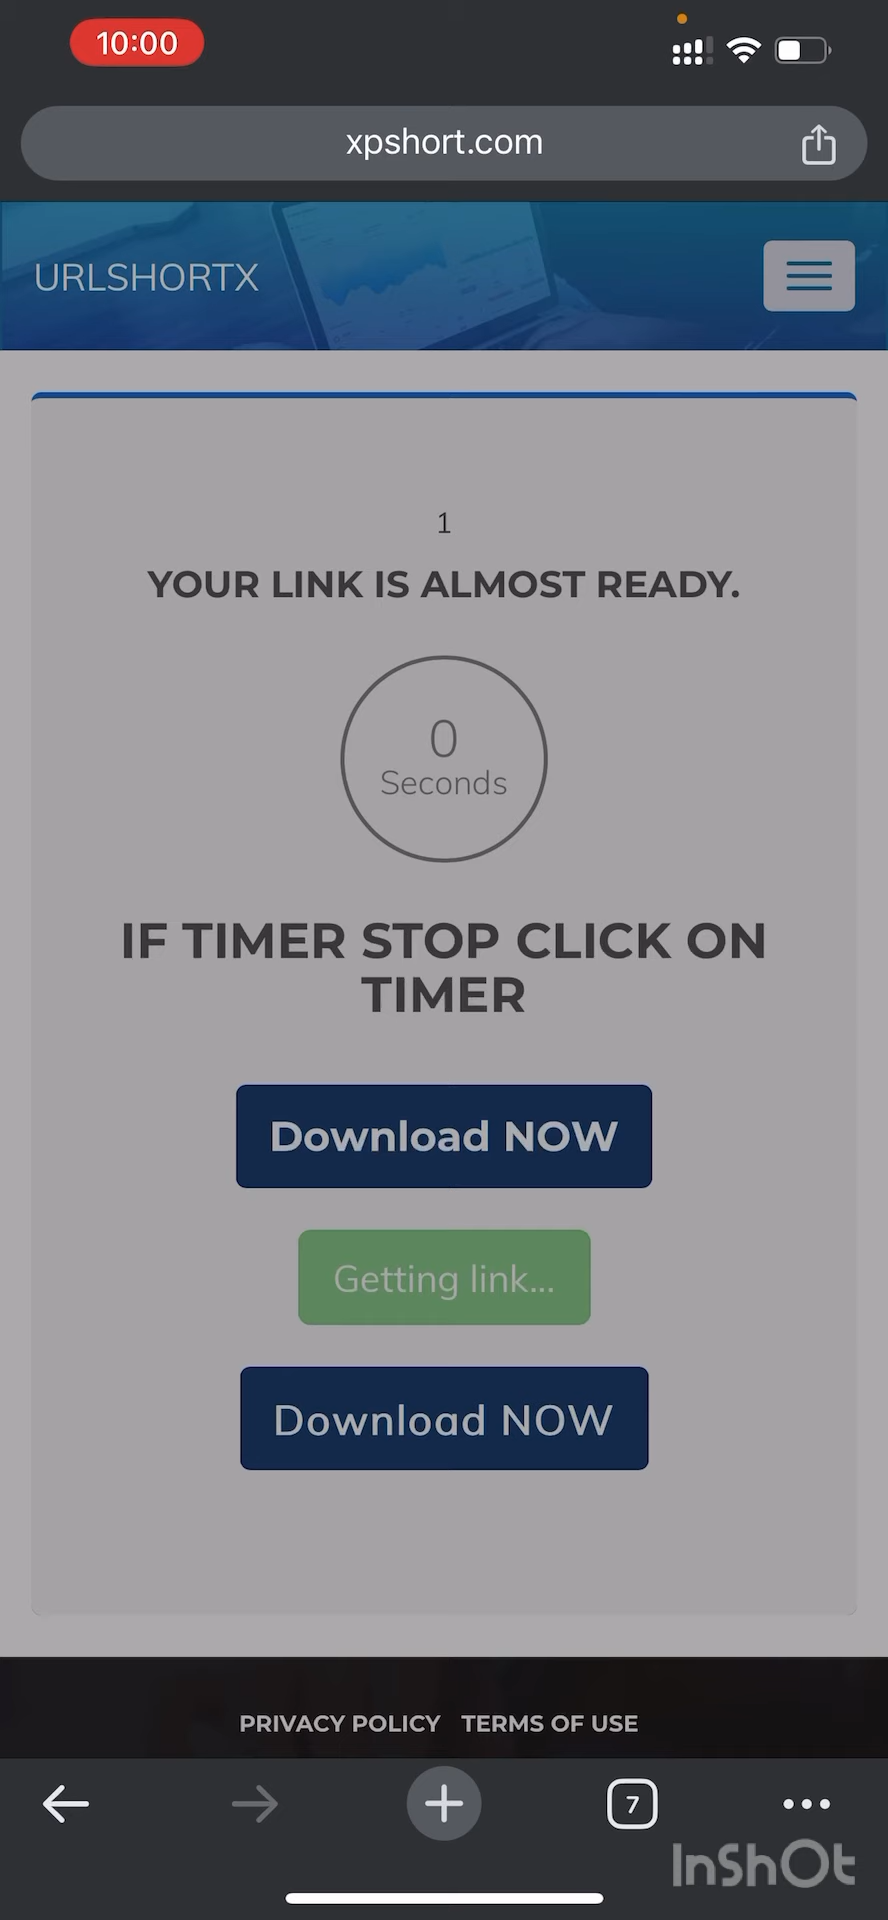 10:00
xpshort.com
URLSHORTX
1
YOUR LINK IS ALMOST READY.
0
Seconds
IF TIMER STOP CLICK ON
TIMER
Download NOW
Getting link...
Download NOW
PRIVACY POLICY TERMS OF USE
7
InShOt